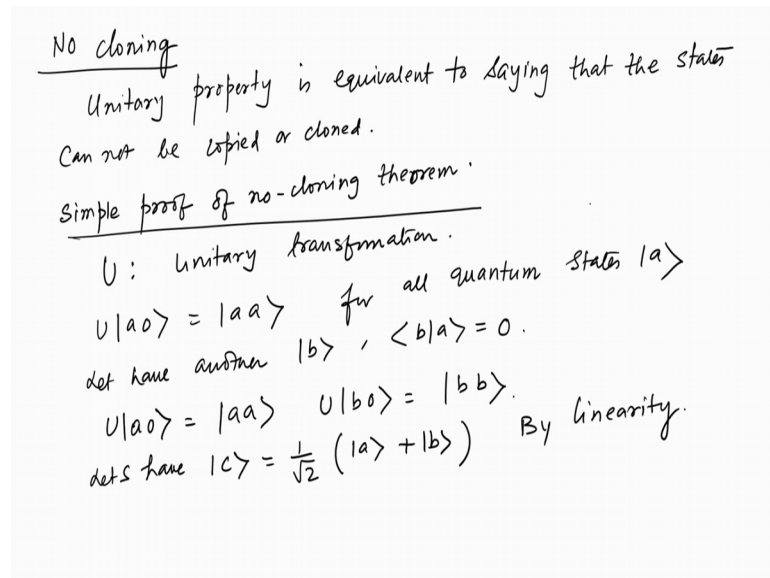 No cloning
Unitary property is equivalent to saying that the states
Can not be copied or cloned.
Simple proof of no-cloning theorem.
U: Unitary transfomation.
U|a0> = |aa> for all quantum states |a>
Let have another |b>, <b|a> = 0.
U|a0> = |aa> U|b0> = |bb>.
Lets have |c> = 1/√2 (|a> + |b>) By linearity.